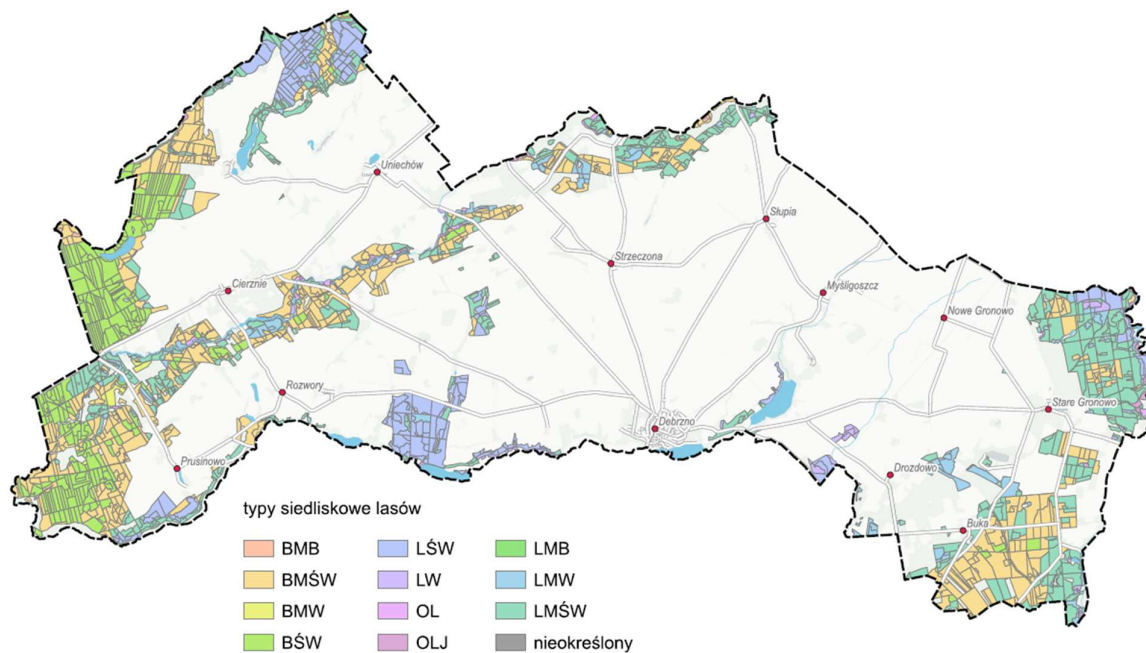 Uniechów
Słupia
Strzeczona
Cierznie
Myśligoszcz
Nowe Gronowo
Rozwory
Stare Gronowo
Debrzno
Prusinowo
Drozdowo
Buka
typy siedliskowe lasów
BMB LŚW LMB
BMŚW LW LMW
BMW OL LMŚW
BŚW OLJ nieokreślony